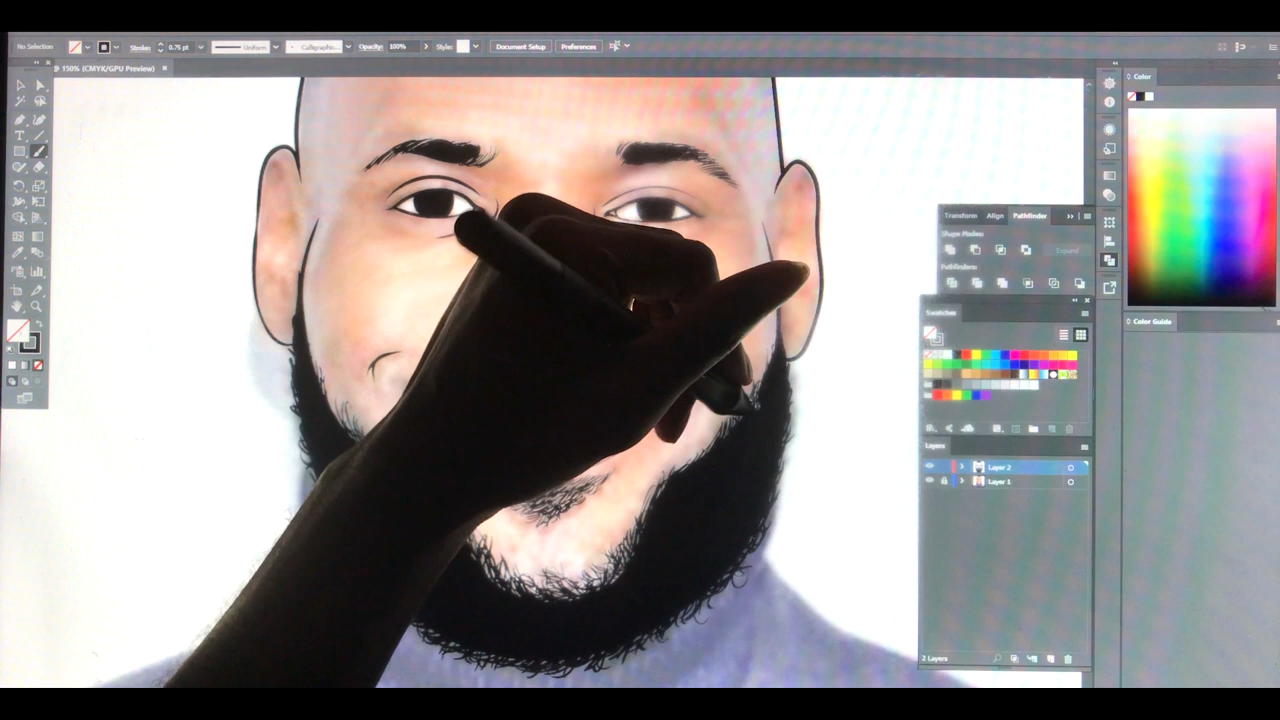 No Selection Stroke: 0.75 pt Uniform Calligraphic... Opacity: 100% Style: Document Setup Preferences
150% (CMYK/GPU Preview)
Color
Transform Align Pathfinder
Shape Modes:
Expand
Pathfinders:
Swatches
Color Guide
Layers
Layer 2
Layer 1
2 Layers